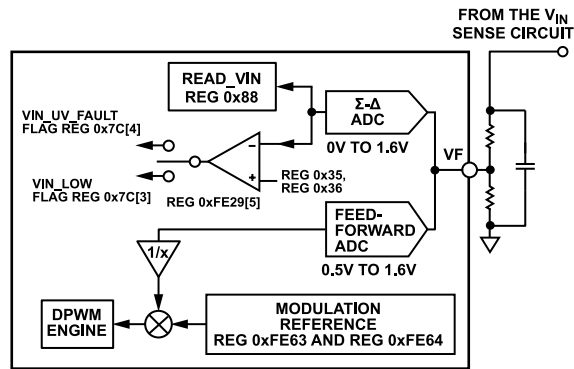 FROM THE VIN
SENSE CIRCUIT
READ_VIN
REG 0x88
Σ-Δ
ADC
0V TO 1.6V
VIN_UV_FAULT
FLAG REG 0x7C[4]
VIN_LOW
FLAG REG 0x7C[3]
–
+
REG 0x35,
REG 0x36
REG 0xFE29[5]
VF
FEED-
FORWARD
ADC
0.5V TO 1.6V
1/x
DPWM
ENGINE
MODULATION
REFERENCE
REG 0xFE63 AND REG 0xFE64